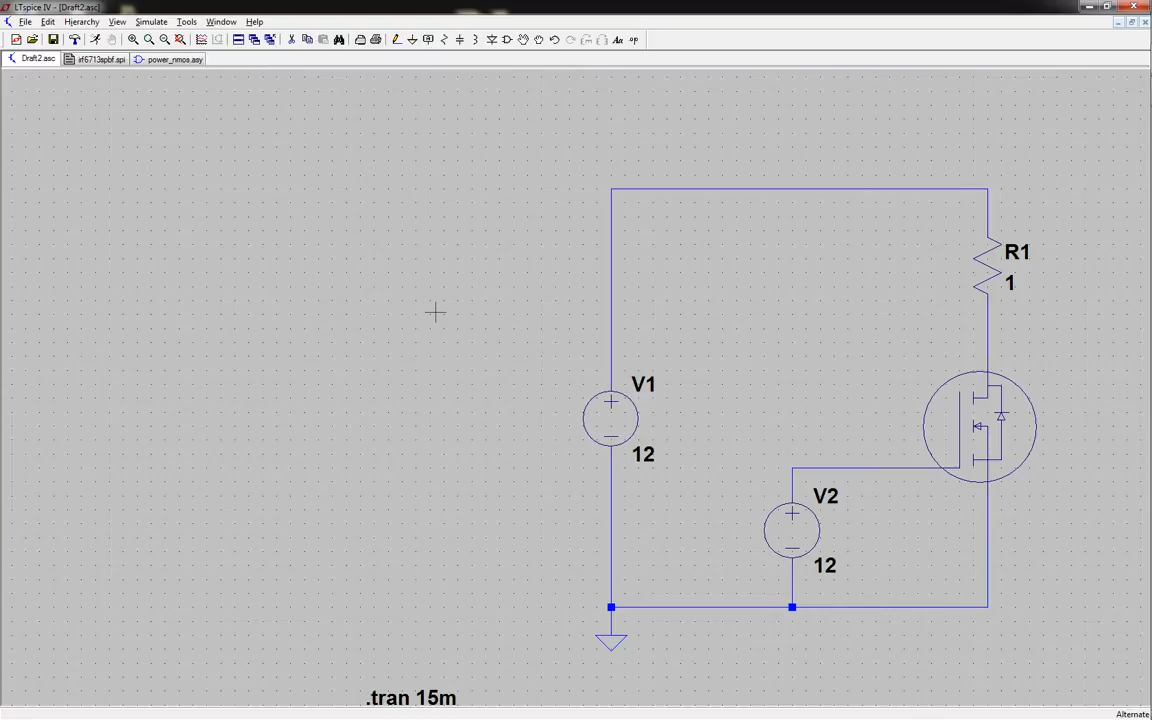 LTspice IV - [Draft2.asc]
File Edit Hierarchy View Simulate Tools Window Help
Draft2.asc irf6713spbf.spi power_nmos.asy
R1
1
V1
12
V2
12
.tran 15m
Alternate